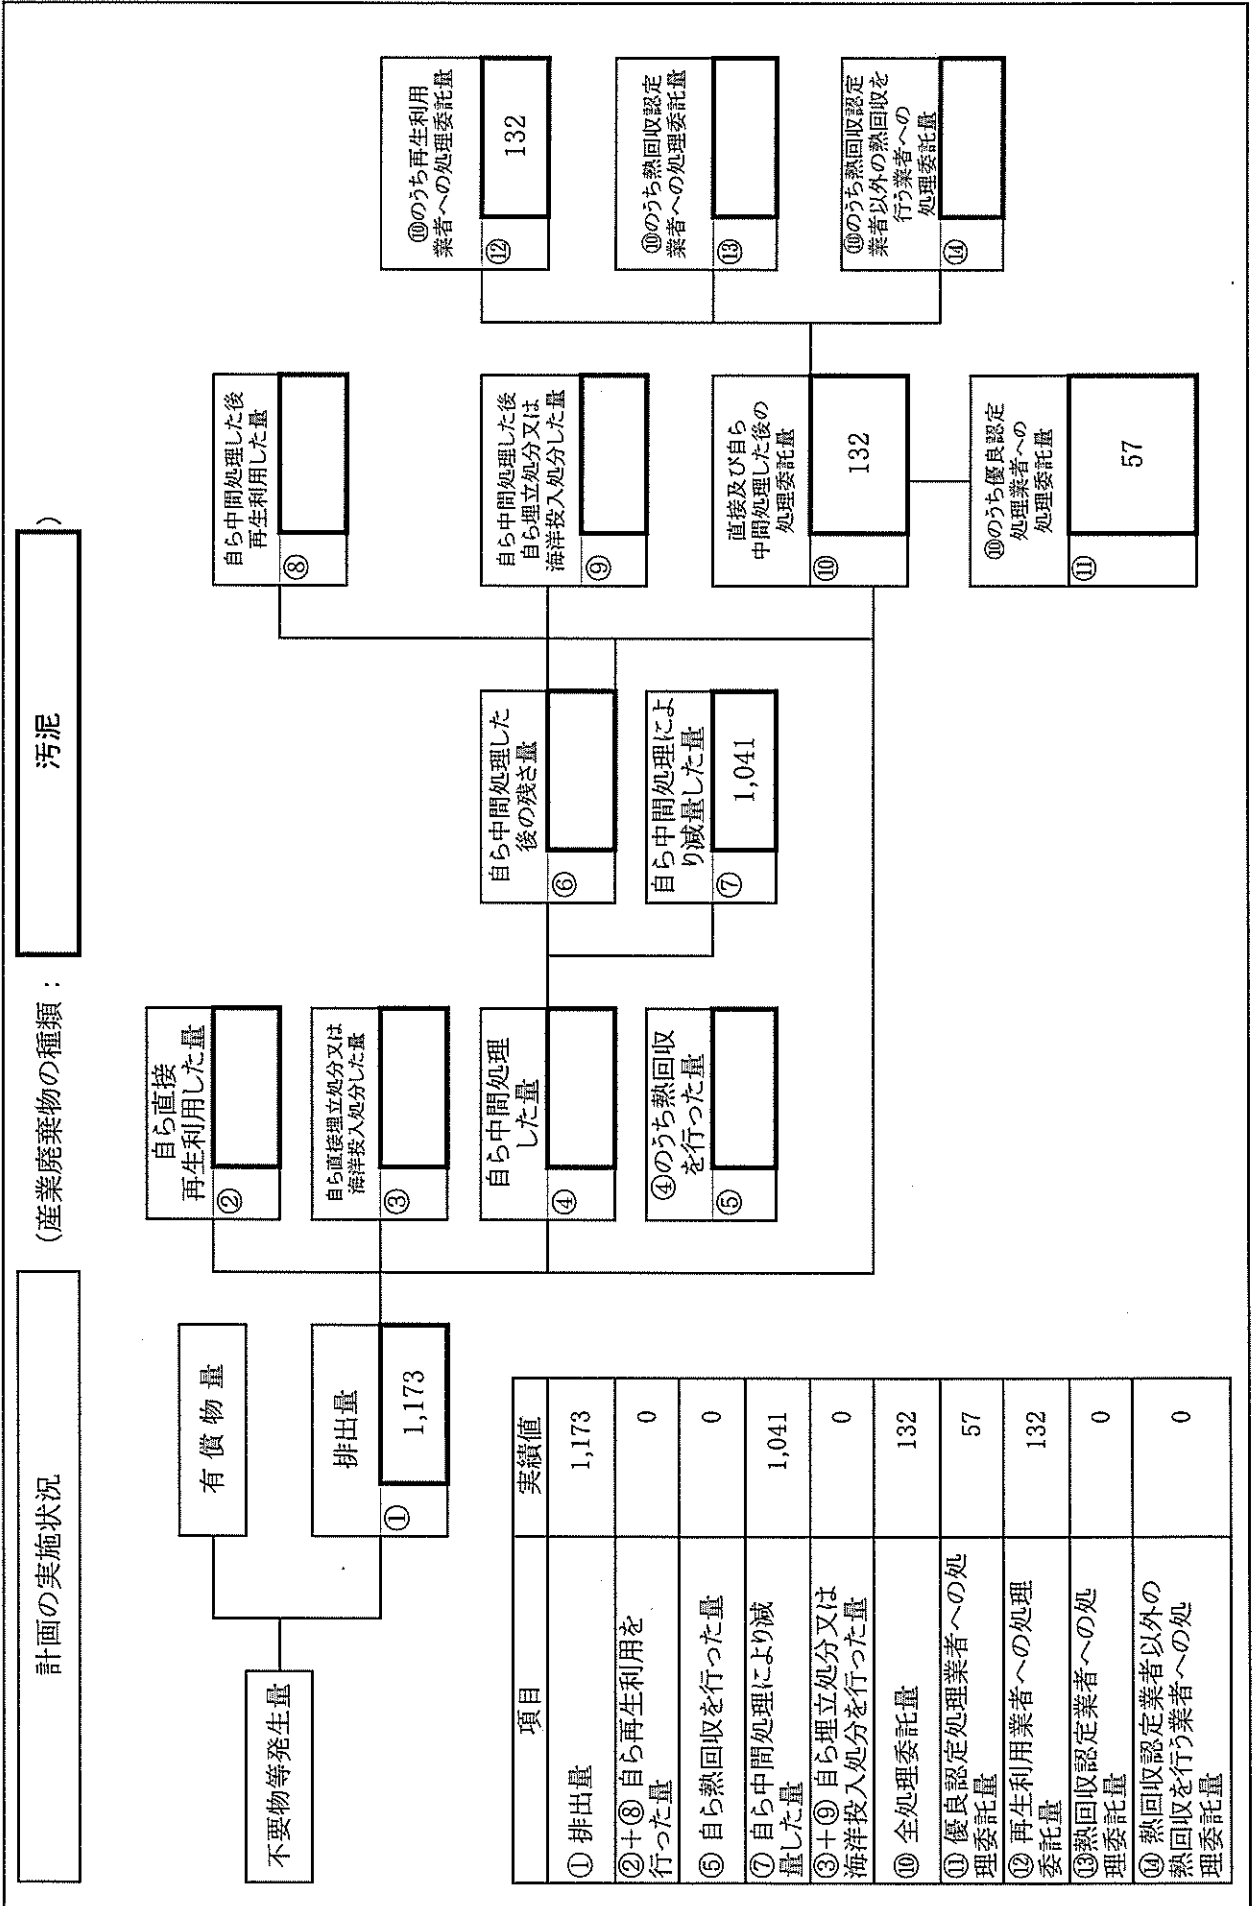 計画の実施状況
(産業廃棄物の種類：
汚泥
)
不要物等発生量
有償物量
排出量
①
1,173
自ら直接
再生利用した量
②
自ら直接埋立処分又は
海洋投入処分した量
③
自ら中間処理
した量
④
④のうち熱回収
を行った量
⑤
自ら中間処理した
後の残さ量
⑥
自ら中間処理によ
り減量した量
⑦
1,041
自ら中間処理した後
再生利用した量
⑧
自ら中間処理した後
自ら埋立処分又は
海洋投入処分した量
⑨
直接及び自ら
中間処理した後の
処理委託量
⑩
132
⑩のうち優良認定
処理業者への
処理委託量
⑪
57
⑩のうち再生利用
業者への処理委託量
⑫
132
⑩のうち熱回収認定
業者への処理委託量
⑬
⑩のうち熱回収認定
業者以外の熱回収を
行う業者への
処理委託量
⑭
項目
実績値
① 排出量
1,173
②+⑧ 自ら再生利用を
行った量
0
⑤ 自ら熱回収を行った量
0
⑦ 自ら中間処理により減
量した量
1,041
③+⑨ 自ら埋立処分又は
海洋投入処分を行った量
0
⑩ 全処理委託量
132
⑪ 優良認定処理業者への処
理委託量
57
⑫ 再生利用業者への処理
委託量
132
⑬熱回収認定業者への処
理委託量
0
⑭ 熱回収認定業者以外の
熱回収を行う業者への処
理委託量
0